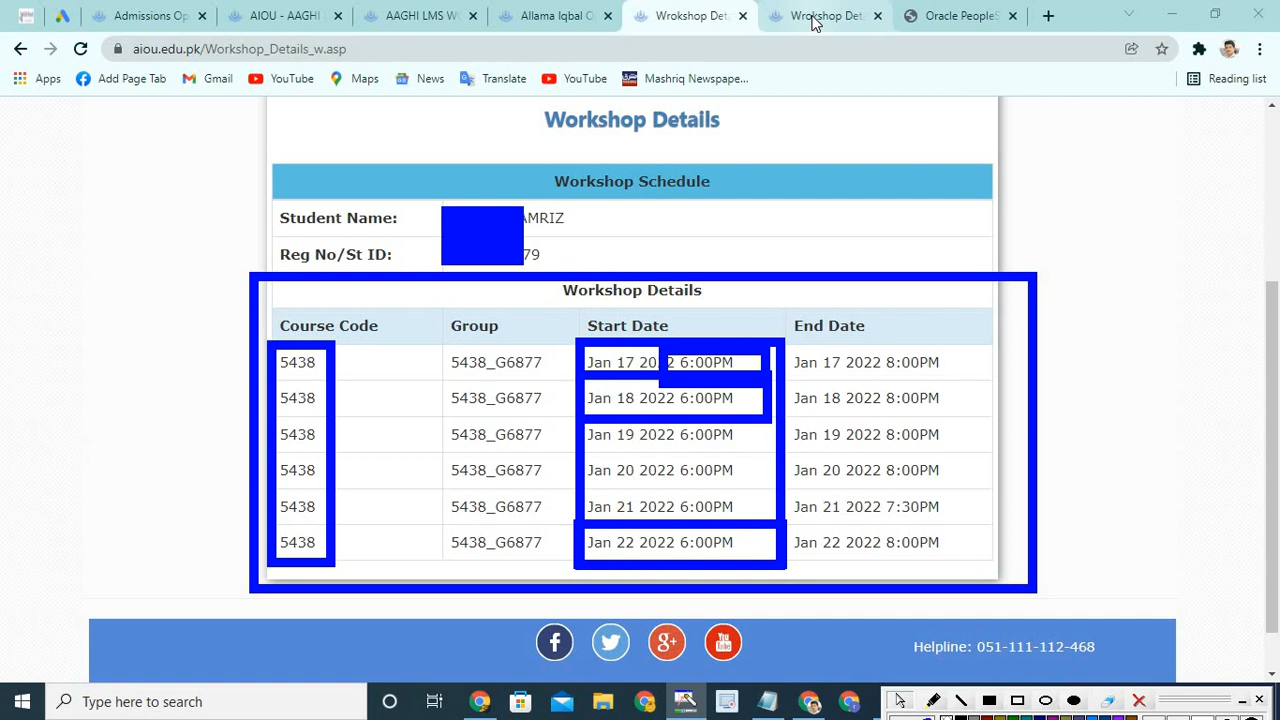 Admissions Op
AIOU - AAGHI
AAGHI LMS W
Allama Iqbal O
Wrokshop Det
Wrokshop Det
Oracle PeopleS
aiou.edu.pk/Workshop_Details_w.asp
Apps
Add Page Tab
Gmail
YouTube
Maps
News
Translate
YouTube
Mashriq Newspape...
Reading list
Workshop Details
Workshop Schedule
Student Name: AMRIZ
Reg No/St ID: 79
Workshop Details
Course Code Group Start Date End Date
5438 5438_G6877 Jan 17 2022 6:00PM Jan 17 2022 8:00PM
5438 5438_G6877 Jan 18 2022 6:00PM Jan 18 2022 8:00PM
5438 5438_G6877 Jan 19 2022 6:00PM Jan 19 2022 8:00PM
5438 5438_G6877 Jan 20 2022 6:00PM Jan 20 2022 8:00PM
5438 5438_G6877 Jan 21 2022 6:00PM Jan 21 2022 7:30PM
5438 5438_G6877 Jan 22 2022 6:00PM Jan 22 2022 8:00PM
Helpline: 051-111-112-468
Type here to search